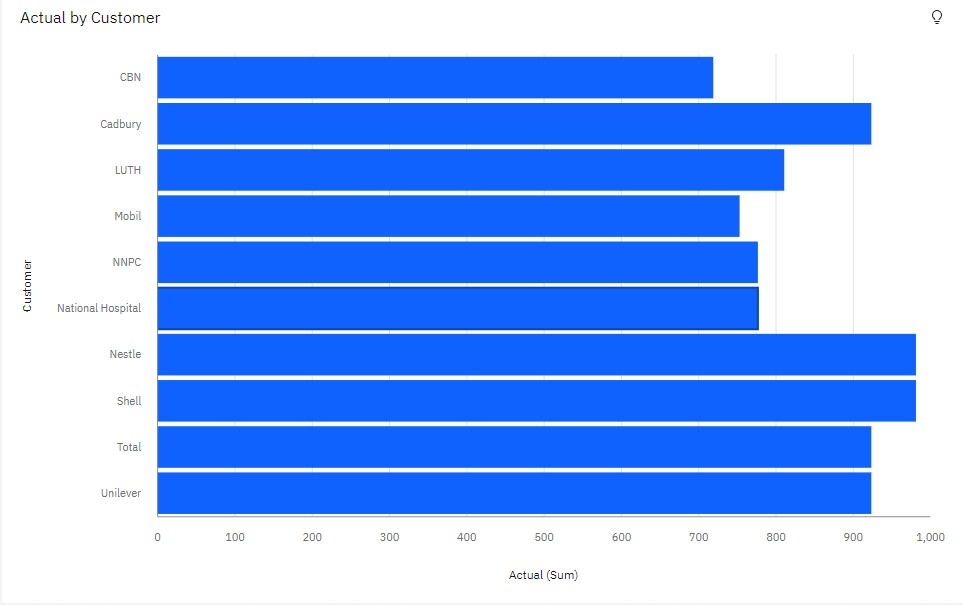 Actual by Customer
CBN
Cadbury
LUTH
Mobil
NNPC
National Hospital
Nestle
Shell
Total
Unilever
Customer
0 100 200 300 400 500 600 700 800 900 1,000
Actual (Sum)